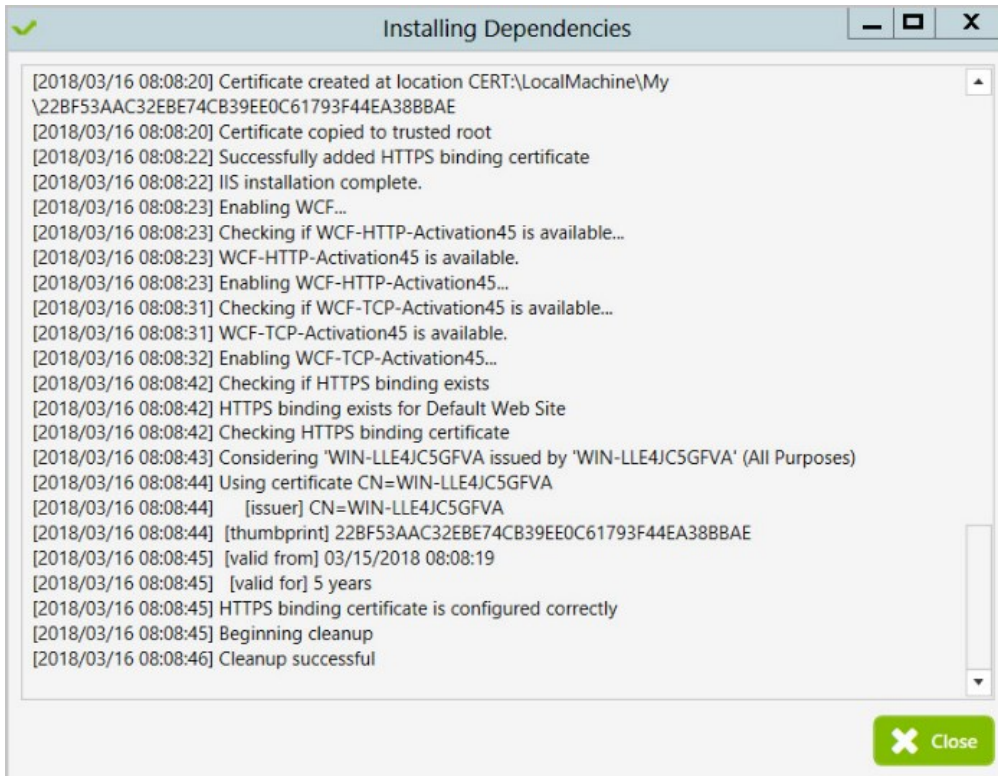 Installing Dependencies
[2018/03/16 08:08:20] Certificate created at location CERT:\LocalMachine\My
\22BF53AAC32EBE74CB39EE0C61793F44EA38BBAE
[2018/03/16 08:08:20] Certificate copied to trusted root
[2018/03/16 08:08:22] Successfully added HTTPS binding certificate
[2018/03/16 08:08:22] IIS installation complete.
[2018/03/16 08:08:23] Enabling WCF...
[2018/03/16 08:08:23] Checking if WCF-HTTP-Activation45 is available...
[2018/03/16 08:08:23] WCF-HTTP-Activation45 is available.
[2018/03/16 08:08:23] Enabling WCF-HTTP-Activation45...
[2018/03/16 08:08:31] Checking if WCF-TCP-Activation45 is available...
[2018/03/16 08:08:31] WCF-TCP-Activation45 is available.
[2018/03/16 08:08:32] Enabling WCF-TCP-Activation45...
[2018/03/16 08:08:42] Checking if HTTPS binding exists
[2018/03/16 08:08:42] HTTPS binding exists for Default Web Site
[2018/03/16 08:08:42] Checking HTTPS binding certificate
[2018/03/16 08:08:43] Considering 'WIN-LLE4JC5GFVA issued by 'WIN-LLE4JC5GFVA' (All Purposes)
[2018/03/16 08:08:44] Using certificate CN=WIN-LLE4JC5GFVA
[2018/03/16 08:08:44] [issuer] CN=WIN-LLE4JC5GFVA
[2018/03/16 08:08:44] [thumbprint] 22BF53AAC32EBE74CB39EE0C61793F44EA38BBAE
[2018/03/16 08:08:45] [valid from] 03/15/2018 08:08:19
[2018/03/16 08:08:45] [valid for] 5 years
[2018/03/16 08:08:45] HTTPS binding certificate is configured correctly
[2018/03/16 08:08:45] Beginning cleanup
[2018/03/16 08:08:46] Cleanup successful
Close